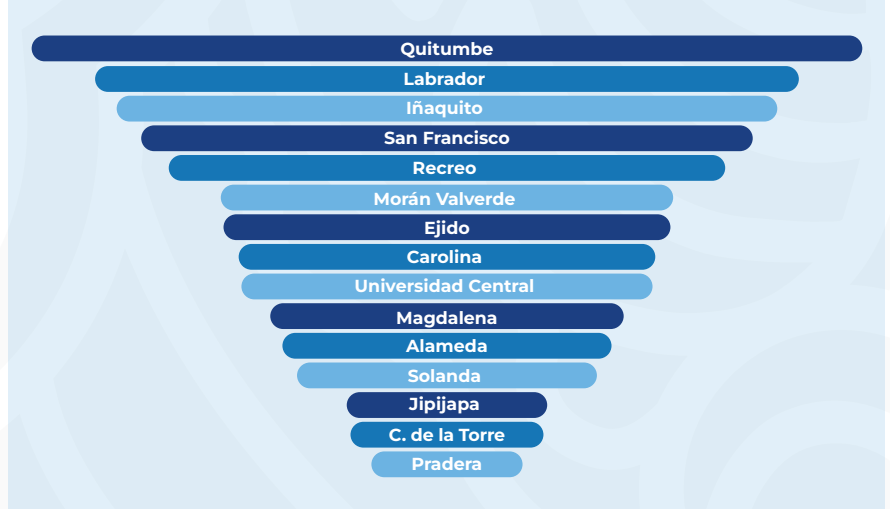 Quitumbe
Labrador
Iñaquito
San Francisco
Recreo
Morán Valverde
Ejido
Carolina
Universidad Central
Magdalena
Alameda
Solanda
Jipijapa
C. de la Torre
Pradera